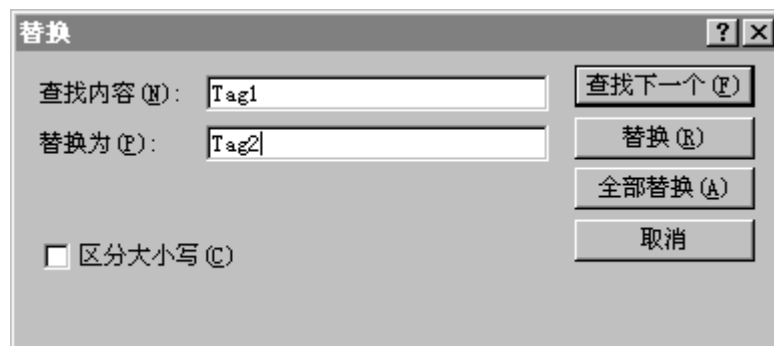 替换
查找内容(N): Tag1
查找下一个(F)
替换为(P): Tag2
替换(R)
全部替换(A)
取消
区分大小写(C)